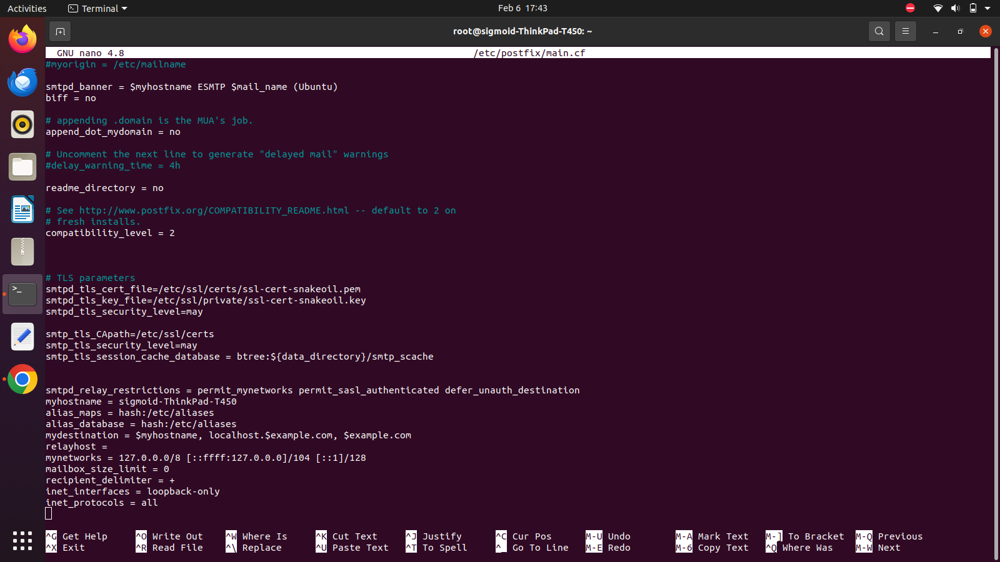 Activities Terminal Feb 6 17:43
root@sigmoid-ThinkPad-T450: ~
GNU nano 4.8 /etc/postfix/main.cf
#myorigin = /etc/mailname
smtpd_banner = $myhostname ESMTP $mail_name (Ubuntu)
biff = no
# appending .domain is the MUA's job.
append_dot_mydomain = no
# Uncomment the next line to generate "delayed mail" warnings
#delay_warning_time = 4h
readme_directory = no
# See http://www.postfix.org/COMPATIBILITY_README.html -- default to 2 on
# fresh installs.
compatibility_level = 2
# TLS parameters
smtpd_tls_cert_file=/etc/ssl/certs/ssl-cert-snakeoil.pem
smtpd_tls_key_file=/etc/ssl/private/ssl-cert-snakeoil.key
smtpd_tls_security_level=may
smtp_tls_CApath=/etc/ssl/certs
smtp_tls_security_level=may
smtp_tls_session_cache_database = btree:${data_directory}/smtp_scache
smtpd_relay_restrictions = permit_mynetworks permit_sasl_authenticated defer_unauth_destination
myhostname = sigmoid-ThinkPad-T450
alias_maps = hash:/etc/aliases
alias_database = hash:/etc/aliases
mydestination = $myhostname, localhost.$example.com, $example.com
relayhost =
mynetworks = 127.0.0.0/8 [::ffff:127.0.0.0]/104 [::1]/128
mailbox_size_limit = 0
recipient_delimiter = +
inet_interfaces = loopback-only
inet_protocols = all
^G Get Help ^O Write Out ^W Where Is ^K Cut Text ^J Justify ^C Cur Pos M-U Undo M-A Mark Text M-] To Bracket M-Q Previous
^X Exit ^R Read File ^\ Replace ^U Paste Text ^T To Spell ^_ Go To Line M-E Redo M-6 Copy Text ^Q Where Was M-W Next